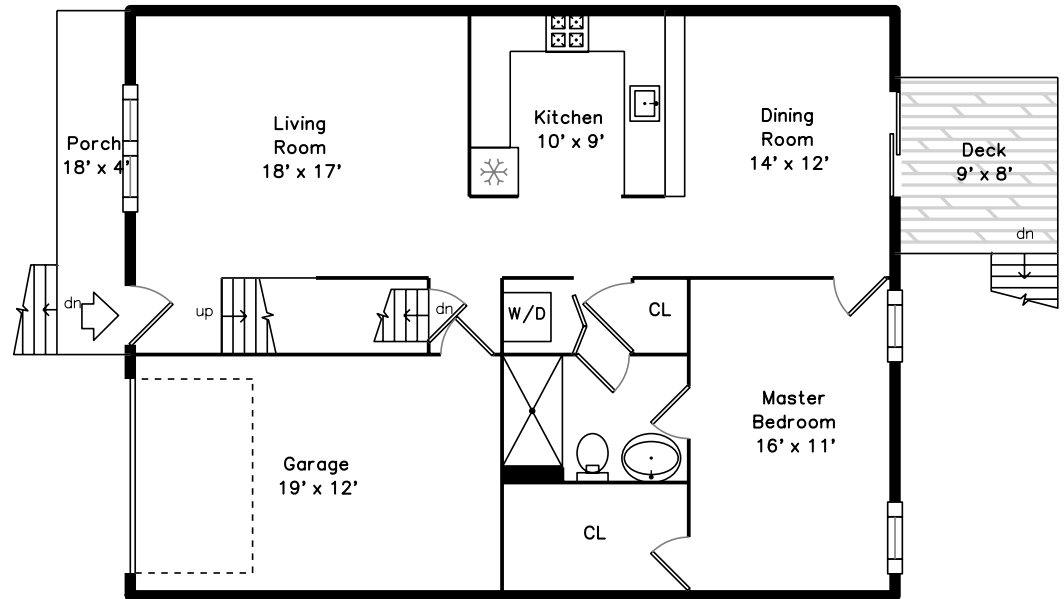 Living
Room
18' x 17'
Kitchen
10' x 9'
Dining
Room
14' x 12'
Porch
18' x 4'
Deck
9' x 8'
dn
dn
up
dn
W/D
CL
Master
Bedroom
16' x 11'
Garage
19' x 12'
CL